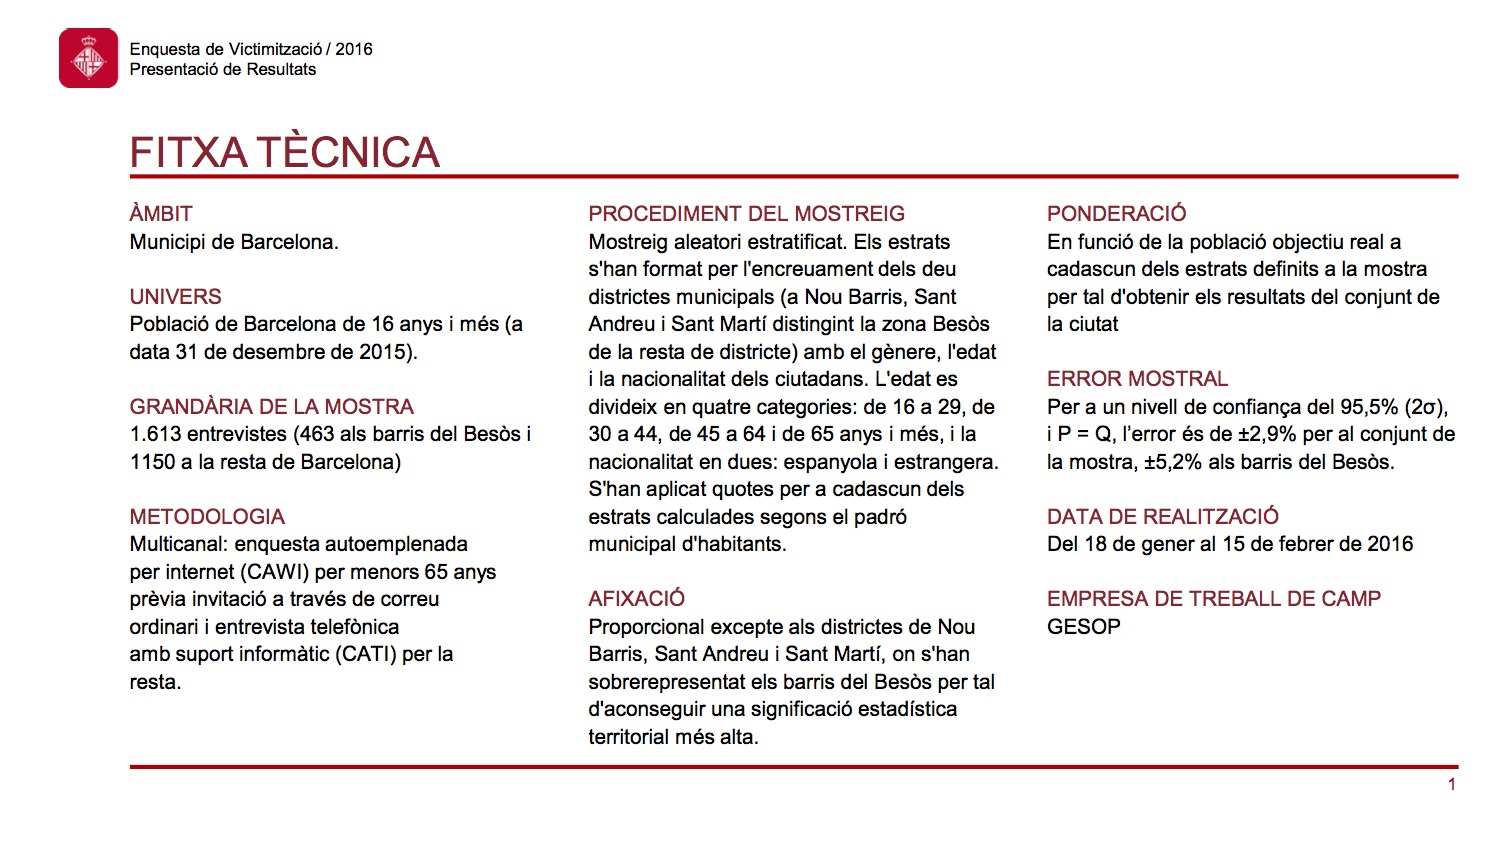 Enquesta de Victimització / 2016
Presentació de Resultats
FITXA TÈCNICA
ÀMBIT
Municipi de Barcelona.
UNIVERS
Població de Barcelona de 16 anys i més (a
data 31 de desembre de 2015).
GRANDÀRIA DE LA MOSTRA
1.613 entrevistes (463 als barris del Besòs i
1150 a la resta de Barcelona)
METODOLOGIA
Multicanal: enquesta autoemplenada
per internet (CAWI) per menors 65 anys
prèvia invitació a través de correu
ordinari i entrevista telefònica
amb suport informàtic (CATI) per la
resta.
PROCEDIMENT DEL MOSTREIG
Mostreig aleatori estratificat. Els estrats
s'han format per l'encreuament dels deu
districtes municipals (a Nou Barris, Sant
Andreu i Sant Martí distingint la zona Besòs
de la resta de districte) amb el gènere, l'edat
i la nacionalitat dels ciutadans. L'edat es
divideix en quatre categories: de 16 a 29, de
30 a 44, de 45 a 64 i de 65 anys i més, i la
nacionalitat en dues: espanyola i estrangera.
S'han aplicat quotes per a cadascun dels
estrats calculades segons el padró
municipal d'habitants.
AFIXACIÓ
Proporcional excepte als districtes de Nou
Barris, Sant Andreu i Sant Martí, on s'han
sobrerepresentat els barris del Besòs per tal
d'aconseguir una significació estadística
territorial més alta.
PONDERACIÓ
En funció de la població objectiu real a
cadascun dels estrats definits a la mostra
per tal d'obtenir els resultats del conjunt de
la ciutat
ERROR MOSTRAL
Per a un nivell de confiança del 95,5% (2σ),
i P = Q, l’error és de ±2,9% per al conjunt de
la mostra, ±5,2% als barris del Besòs.
DATA DE REALITZACIÓ
Del 18 de gener al 15 de febrer de 2016
EMPRESA DE TREBALL DE CAMP
GESOP
1